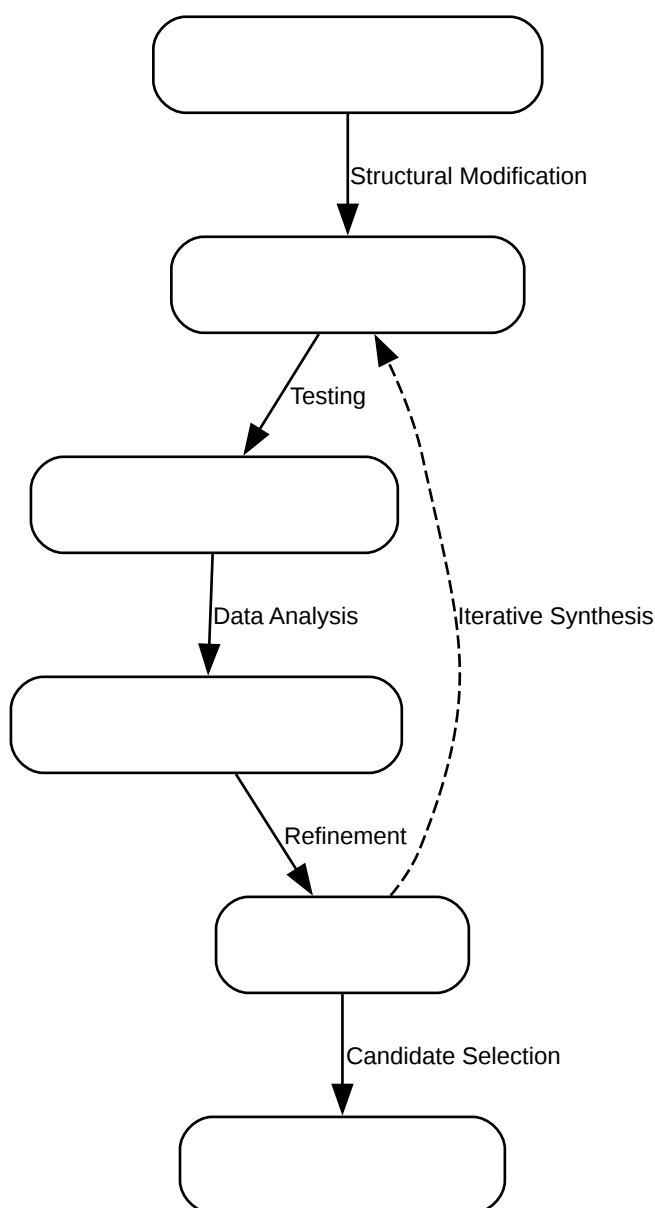 Structural Modification
Testing
Data Analysis
Iterative Synthesis
Refinement
Candidate Selection